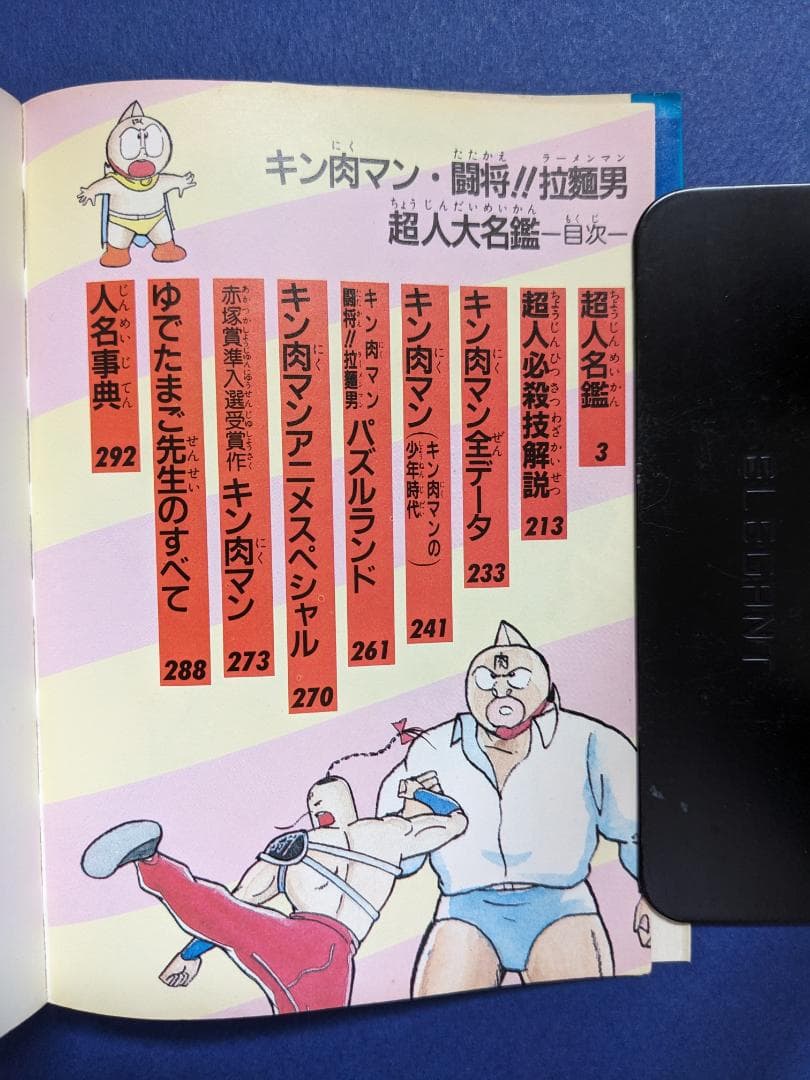 キン肉マン・闘将!!拉麵男
超人大名鑑―目次―
超人名鑑 3
超人必殺技解説 213
キン肉マン全データ 233
キン肉マン(キン肉マンの少年時代) 241
キン肉マン 闘将!!拉麵男 パズルランド 261
キン肉マンアニメスペシャル 270
赤塚賞準入選受賞作 キン肉マン 273
ゆでたまご先生のすべて 288
人名事典 292
肉
ELEGANT